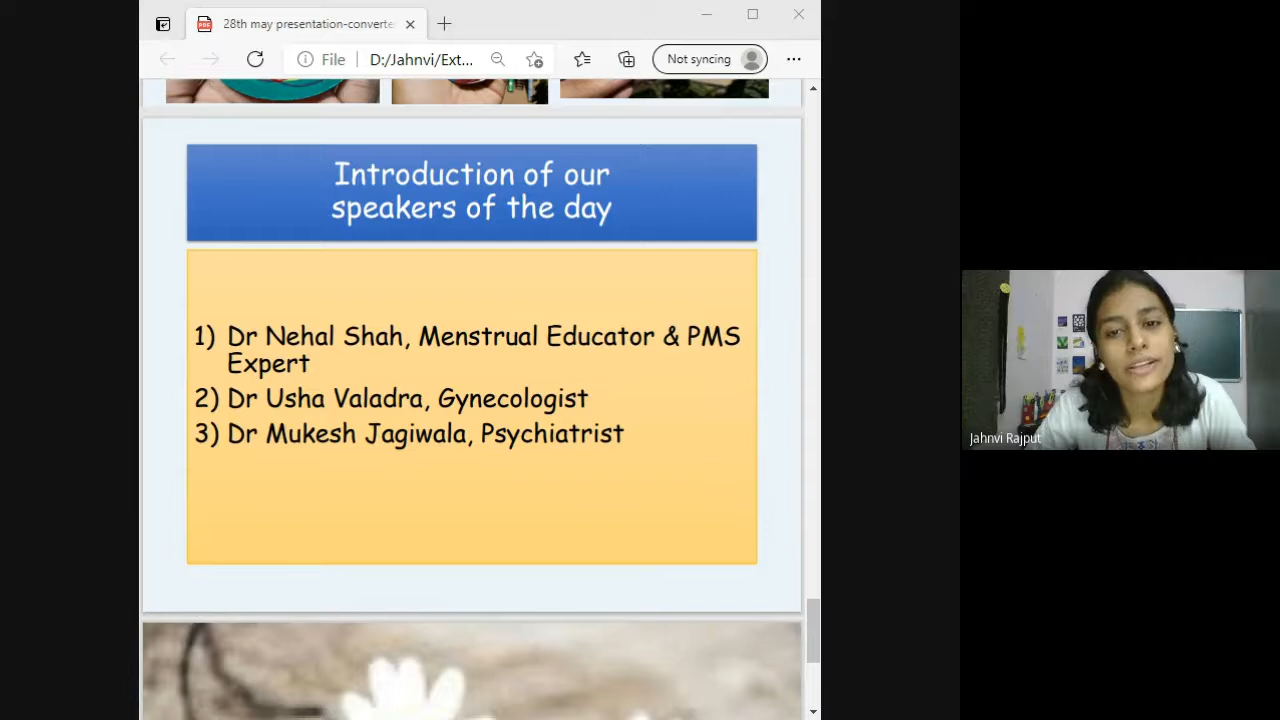 28th may presentation-converte
File
D:/Jahnvi/Ext...
Not syncing
Introduction of our
speakers of the day
1) Dr Nehal Shah, Menstrual Educator & PMS
Expert
2) Dr Usha Valadra, Gynecologist
3) Dr Mukesh Jagiwala, Psychiatrist
Jahnvi Rajput